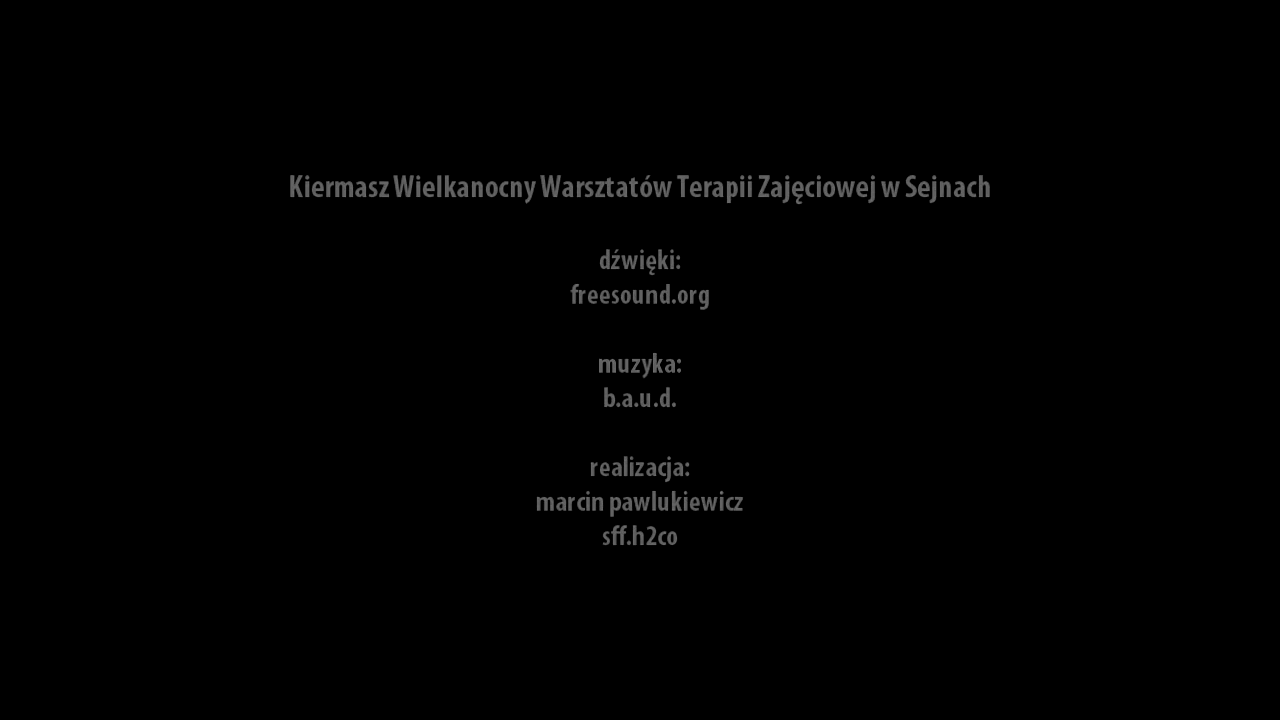 Kiermasz Wielkanocny Warsztatów Terapii Zajęciowej w Sejnach
dźwięki:
freesound.org
muzyka:
b.a.u.d.
realizacja:
marcin pawlukiewicz
sff.h2co